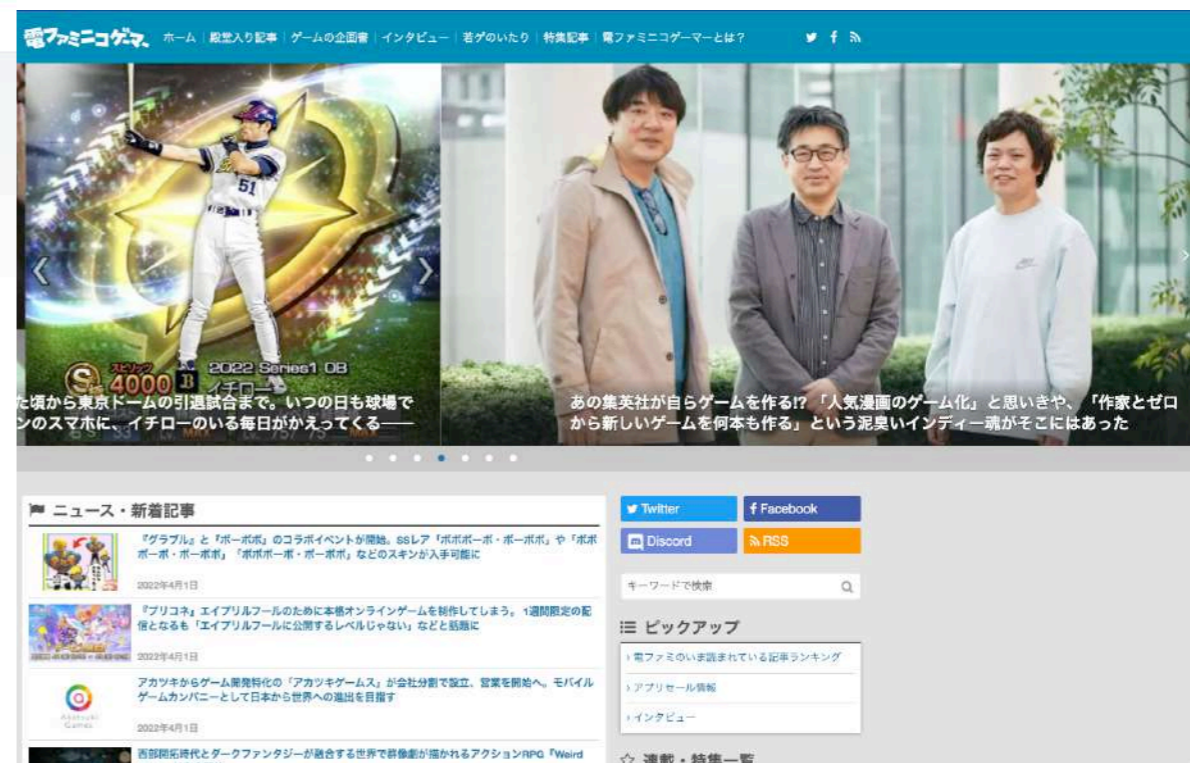 電ファミニコゲーマー
ホーム
殿堂入り記事
ゲームの企画書
インタビュー
若ゲのいたり
特集記事
電ファミニコゲーマーとは?
51
S
スピリッツ
4000
B
2022 Series1 OB
イチロー
た頃から東京ドームの引退試合まで。いつの日も球場で
ンのスマホに、イチローのいる毎日がかえってくる――
あの集英社が自らゲームを作る!?「人気漫画のゲーム化」と思いきや、「作家とゼロ
から新しいゲームを何本も作る」という泥臭いインディー魂がそこにはあった
ニュース・新着記事
『グラブル』と『ボーボボ』のコラボイベントが開始。SSレア「ボボボーボ・ボーボボ」や「ボボ
ボーボ・ボーボボ」「ボボボーボ・ボーボボ」などのスキンが入手可能に
2022年4月1日
『プリコネ』エイプリルフールのために本格オンラインゲームを制作してしまう。1週間限定の配
信となるも「エイプリルフールに公開するレベルじゃない」などと話題に
2022年4月1日
アカツキからゲーム開発特化の「アカツキゲームス」が会社分割で設立、営業を開始へ。モバイル
ゲームカンパニーとして日本から世界への進出を目指す
Akatsuki
Games
2022年4月1日
西部開拓時代とダークファンタジーが融合する世界で群像劇が描かれるアクションRPG『Weird
Twitter
Facebook
Discord
RSS
キーワードで検索
ピックアップ
電ファミのいま読まれている記事ランキング
アプリセール情報
インタビュー
連載・特集一覧